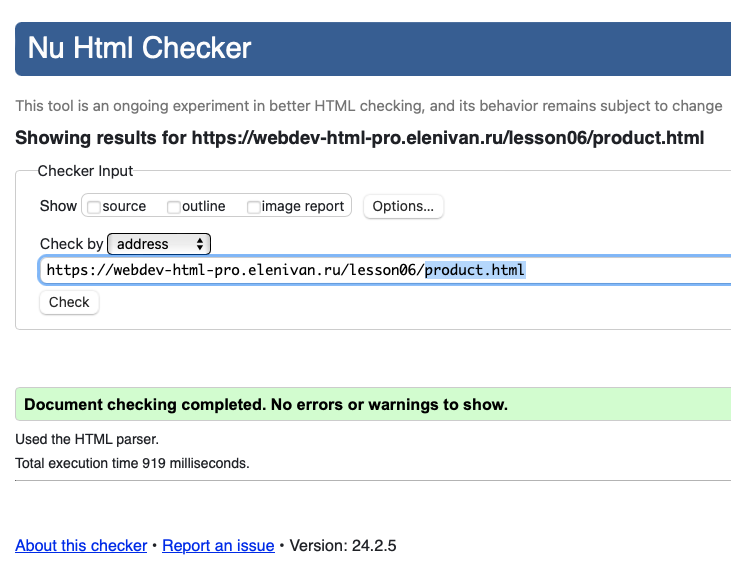 Nu Html Checker
This tool is an ongoing experiment in better HTML checking, and its behavior remains subject to change
Showing results for https://webdev-html-pro.elenivan.ru/lesson06/product.html
Checker Input
Show source outline image report Options...
Check by address
https://webdev-html-pro.elenivan.ru/lesson06/product.html
Check
Document checking completed. No errors or warnings to show.
Used the HTML parser.
Total execution time 919 milliseconds.
About this checker • Report an issue • Version: 24.2.5